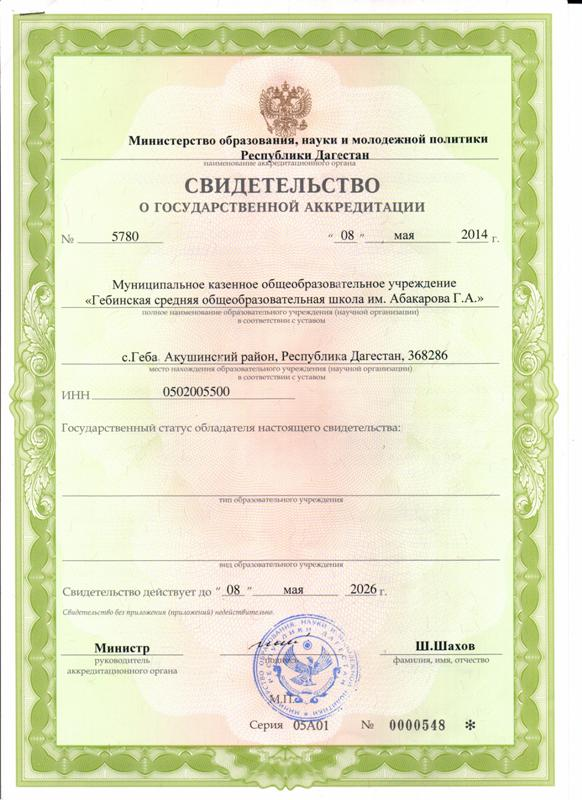 Министерство образования, науки и молодежной политики
Республики Дагестан
наименование аккредитационного органа
СВИДЕТЕЛЬСТВО
О ГОСУДАРСТВЕННОЙ АККРЕДИТАЦИИ
№ 5780 “ 08 ” мая 2014 г.
Муниципальное казенное общеобразовательное учреждение
«Гебинская средняя общеобразовательная школа им. Абакарова Г.А.»
полное наименование образовательного учреждения (научной организации)
в соответствии с уставом
с.Геба Акушинский район, Республика Дагестан, 368286
место нахождения образовательного учреждения (научной организации)
в соответствии с уставом
ИНН 0502005500
Государственный статус обладателя настоящего свидетельства:
тип образовательного учреждения
вид образовательного учреждения
Свидетельство действует до “ 08 ” мая 2026 г.
Свидетельство без приложения (приложений) недействительно.
Министр Ш.Шахов
руководитель
аккредитационного органа
подпись
фамилия, имя, отчество
М.П.
Серия 05А01 № 0000548 *